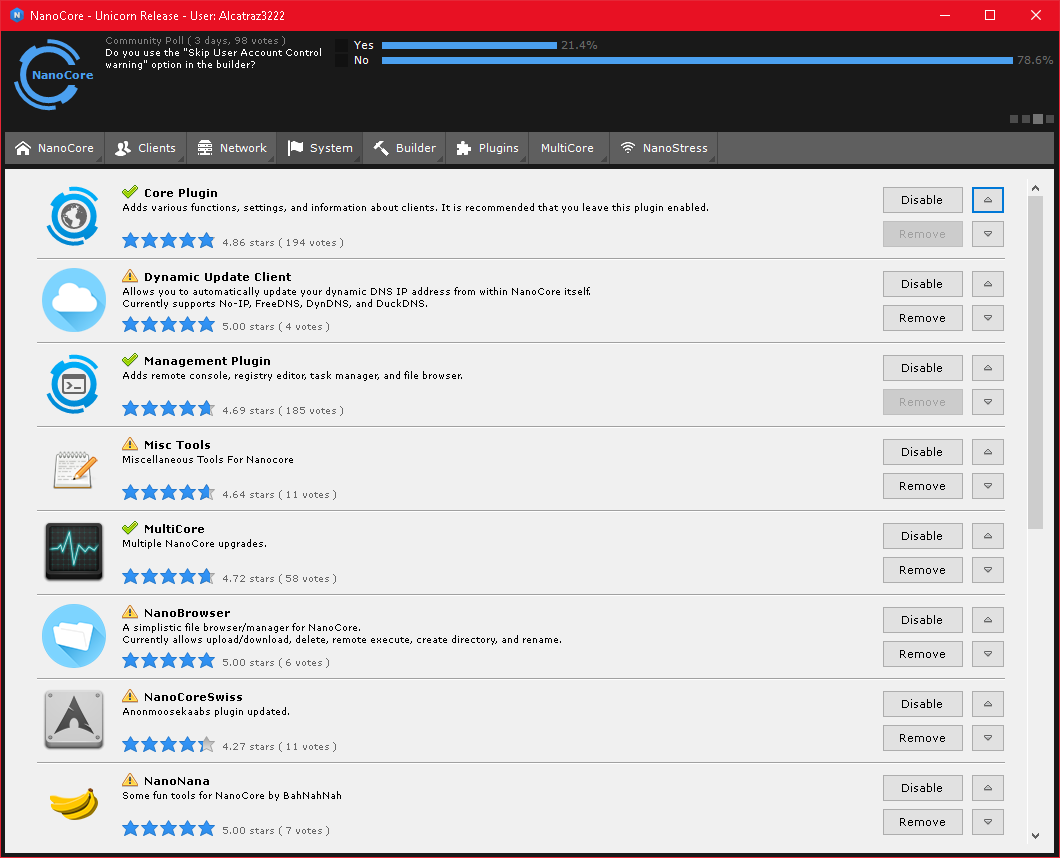 NanoCore - Unicorn Release - User: Alcatraz3222
NanoCore
Community Poll ( 3 days, 98 votes )
Do you use the "Skip User Account Control
warning" option in the builder?
Yes 21.4%
No 78.6%
NanoCore Clients Network System Builder Plugins MultiCore NanoStress
Core Plugin
Adds various functions, settings, and information about clients. It is recommended that you leave this plugin enabled.
4.86 stars ( 194 votes )
Disable
Remove
Dynamic Update Client
Allows you to automatically update your dynamic DNS IP address from within NanoCore itself.
Currently supports No-IP, FreeDNS, DynDNS, and DuckDNS.
5.00 stars ( 4 votes )
Disable
Remove
Management Plugin
Adds remote console, registry editor, task manager, and file browser.
4.69 stars ( 185 votes )
Disable
Remove
Misc Tools
Miscellaneous Tools For Nanocore
4.64 stars ( 11 votes )
Disable
Remove
MultiCore
Multiple NanoCore upgrades.
4.72 stars ( 58 votes )
Disable
Remove
NanoBrowser
A simplistic file browser/manager for NanoCore.
Currently allows upload/download, delete, remote execute, create directory, and rename.
5.00 stars ( 6 votes )
Disable
Remove
NanoCoreSwiss
Anonmoosekaabs plugin updated.
4.27 stars ( 11 votes )
Disable
Remove
NanoNana
Some fun tools for NanoCore by BahNahNah
5.00 stars ( 7 votes )
Disable
Remove